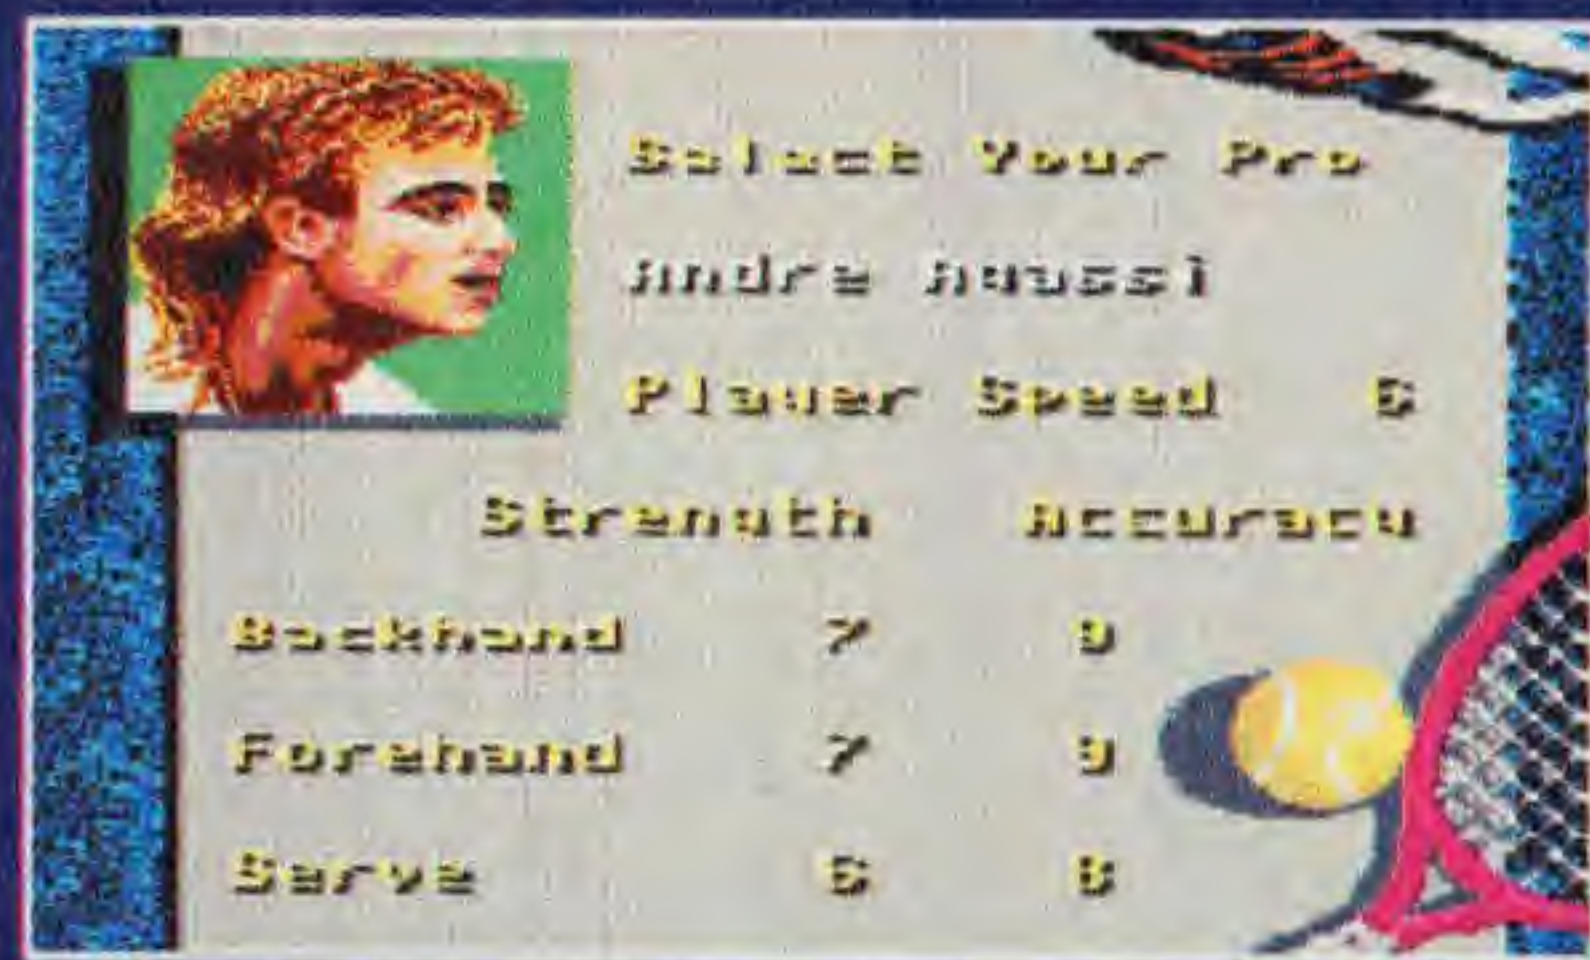 Select Your Pro
Andre Agassi
Player Speed 6
Strength Accuracy
Backhand 7 9
Forehand 7 9
Serve 6 8